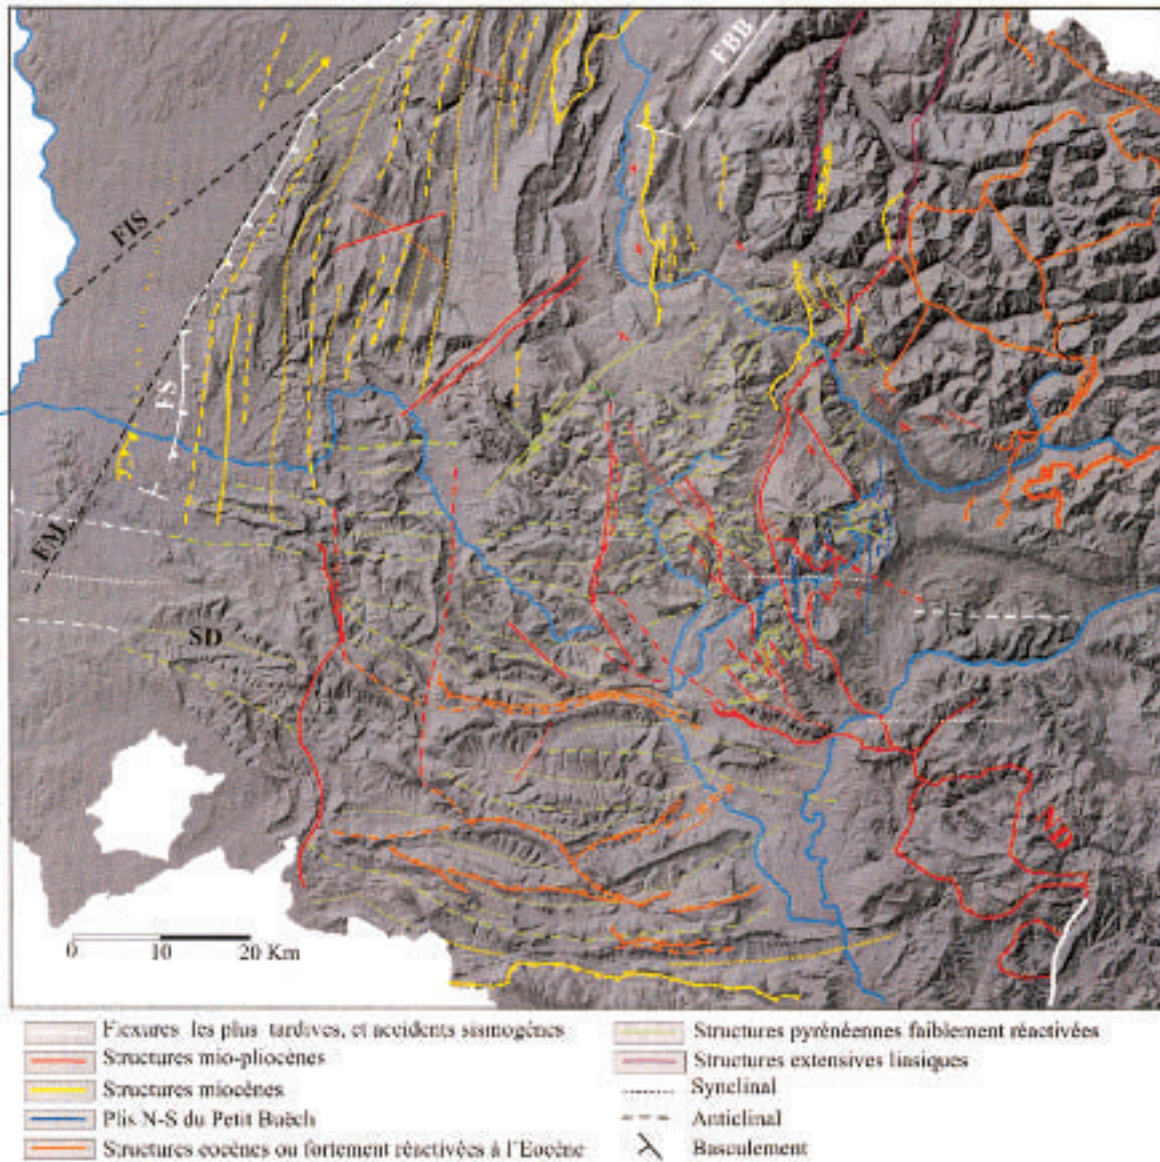 FBB
FIS
FS
FM
SD
ND
0 10 20 Km
Flexures les plus tardives, et accidents sismogènes
Structures mio-pliocènes
Structures miocènes
Plis N-S du Petit Buëch
Structures eocènes ou fortement réactivées à l'Eocène
Structures pyrénéennes faiblement réactivées
Structures extensives liasiques
Synclinal
Anticlinal
Basculement